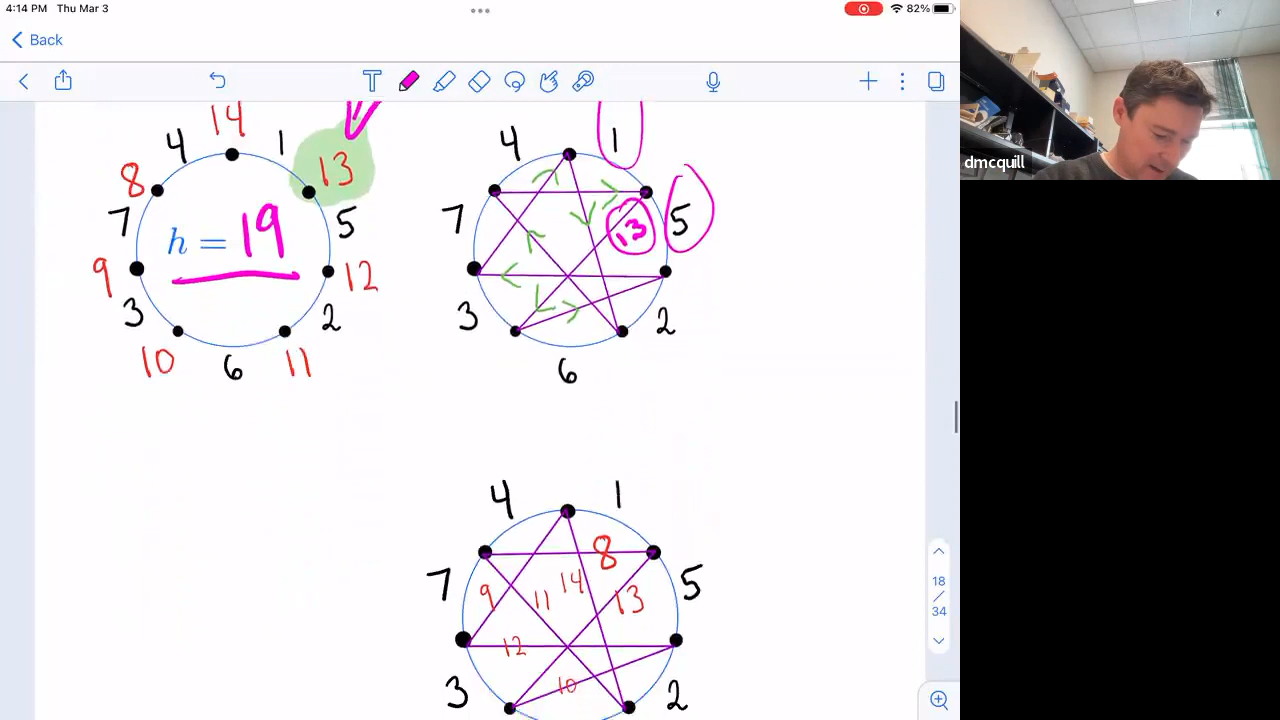 4:14 PM Thu Mar 3
82%
Back
T
14
4 1
13
8
7 5
h = 19
9 12
3 2
10 6 11
4 1
7 5
13
3 2
6
4 1
8
7 5
9 11 14 13
12
3 10 2
18
/
34
dmcquill